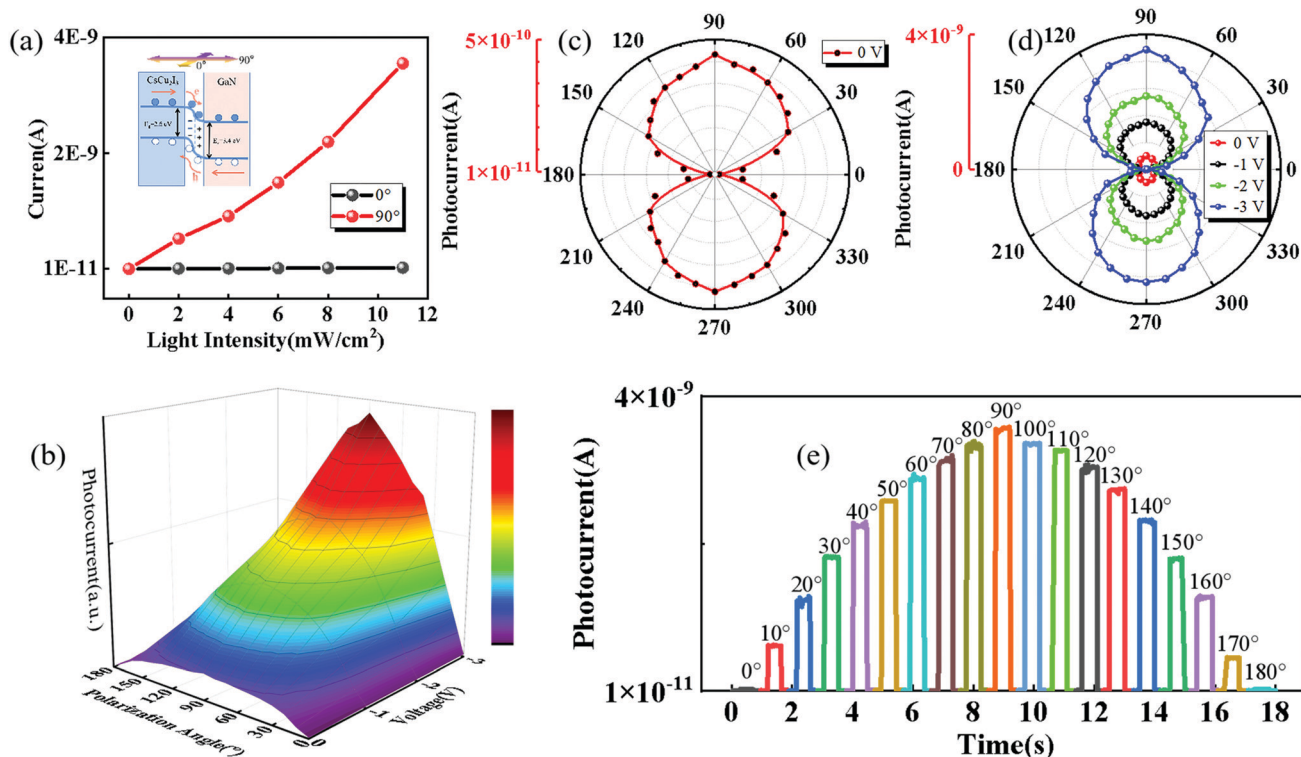 (a)
4E-9
2E-9
1E-11
Current(A)
0 2 4 6 8 10 12
Light Intensity(mW/cm²)
0°
90°
0°
90°
GaN
(c)
0 V
Photocurrent(A)
5×10⁻¹⁰
1×10⁻¹¹
90
60
30
0
330
300
270
240
210
180
150
120
(d)
Photocurrent(A)
4×10⁻⁹
0
90
60
30
0
330
300
270
240
210
180
150
120
0 V
-1 V
-2 V
-3 V
(b)
Photocurrent(a.u.)
180 150 120 90 60 30 0
Polarization Angle(°)
0 -1 -2 -3
Voltage(V)
(e)
4×10⁻⁹
1×10⁻¹¹
Photocurrent(A)
0° 10° 20° 30° 40° 50° 60° 70° 80° 90° 100° 110° 120° 130° 140° 150° 160° 170° 180°
0 2 4 6 8 10 12 14 16 18
Time(s)